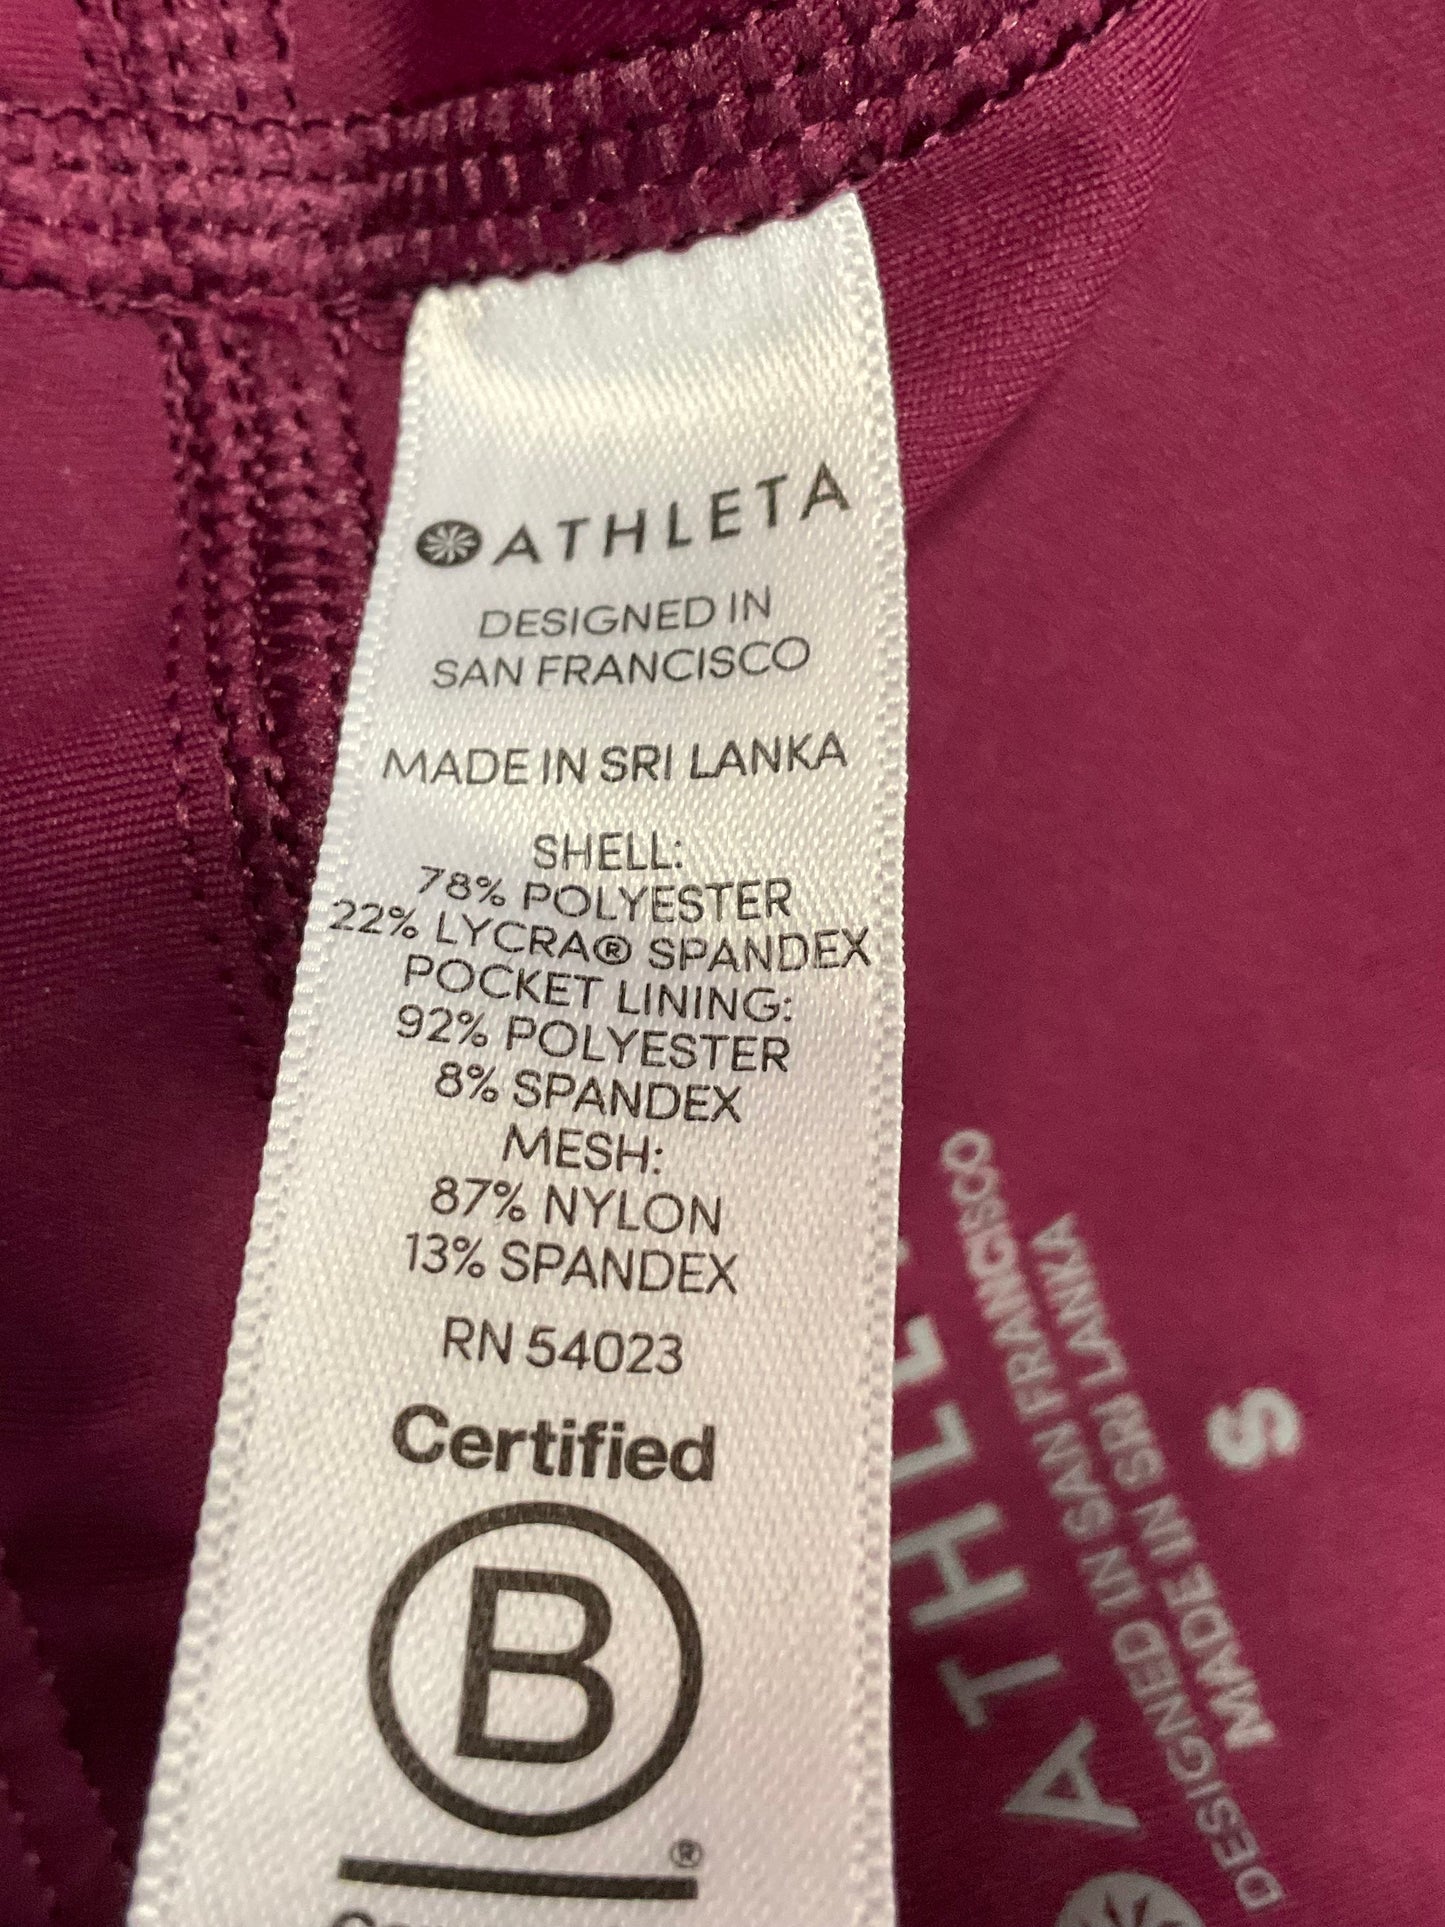 ATHLETA
DESIGNED IN
SAN FRANCISCO
MADE IN SRI LANKA
SHELL:
78% POLYESTER
22% LYCRA® SPANDEX
POCKET LINING:
92% POLYESTER
8% SPANDEX
MESH:
87% NYLON
13% SPANDEX
RN 54023
Certified
B
®
ATHLE
DESIGNED IN SAN FRANCISCO
MADE IN SRI LANKA
S